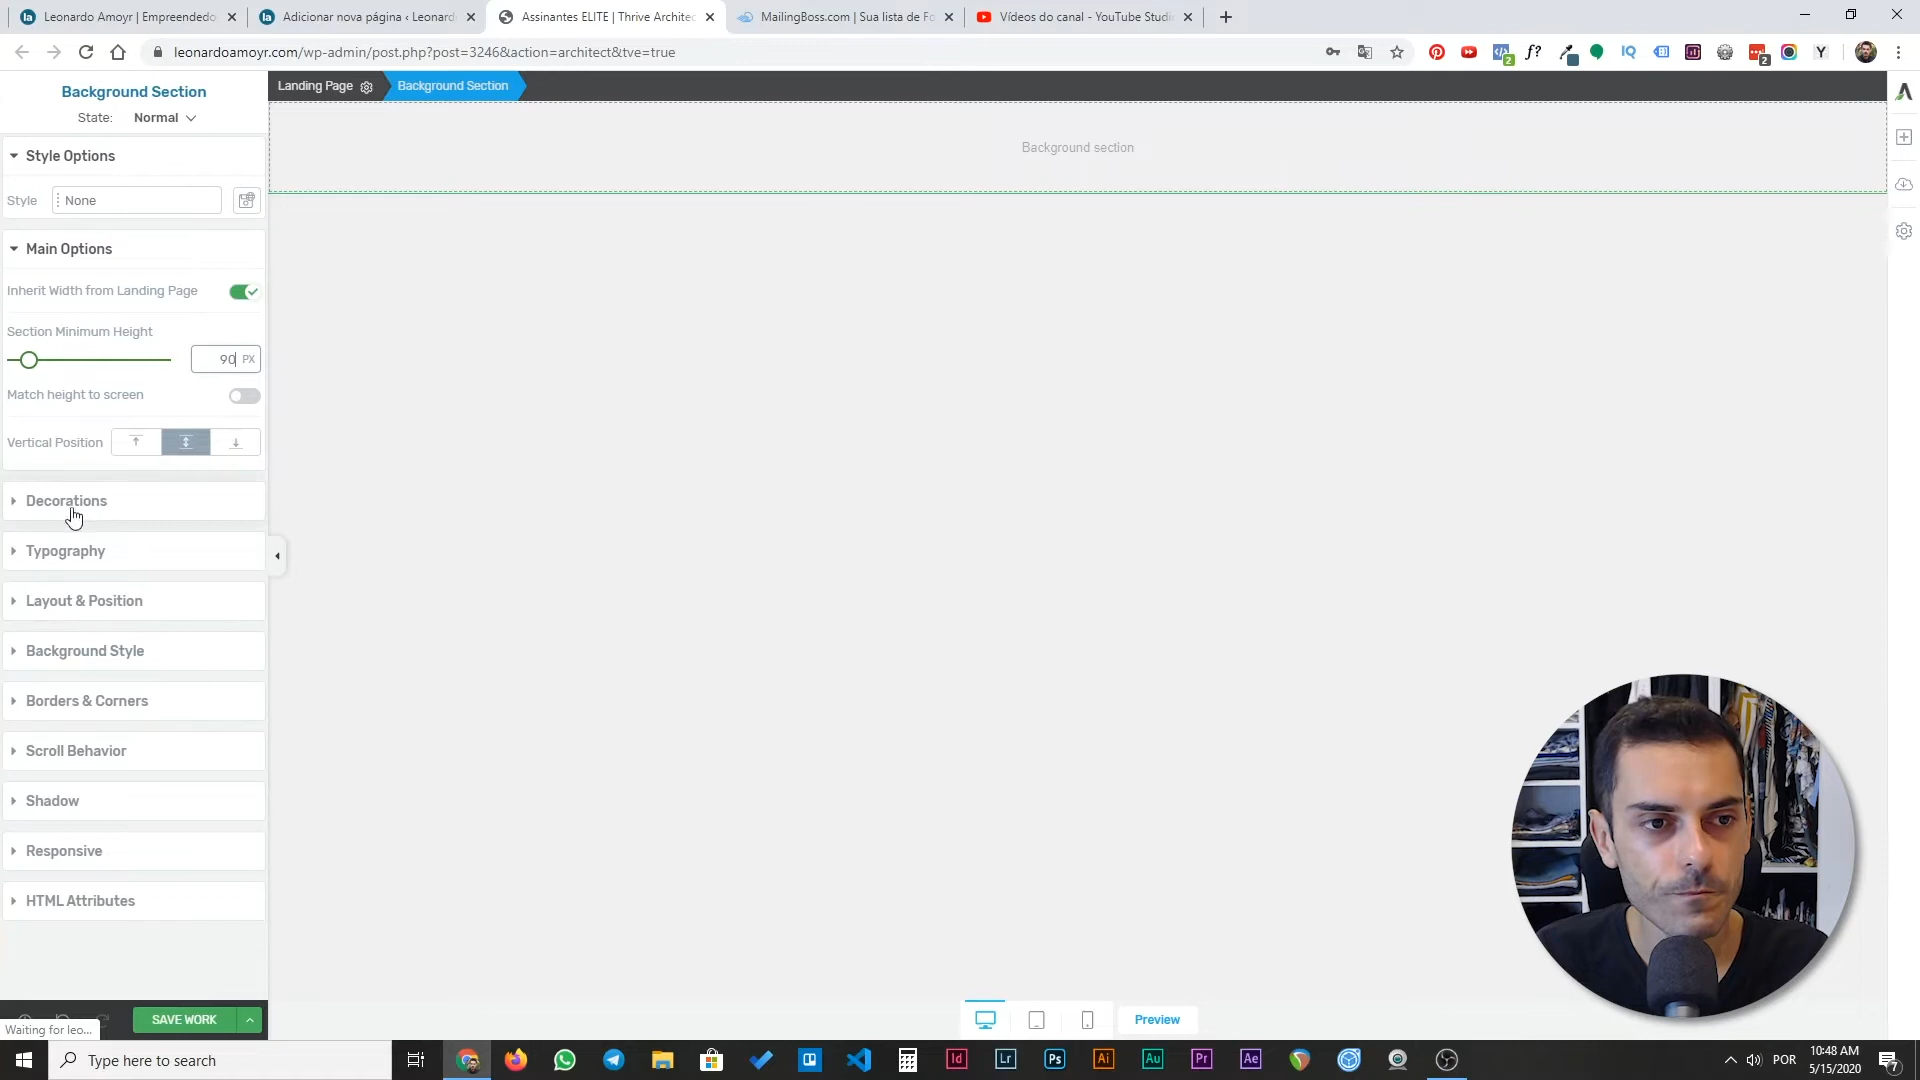 Leonardo Amoyr | Empreendedo
Adicionar nova página ‹ Leonard
Assinantes ELITE | Thrive Architec
MailingBoss.com | Sua lista de Fo
Vídeos do canal - YouTube Studi
leonardoamoyr.com/wp-admin/post.php?post=3246&action=architect&tve=true
Background Section
State: Normal
Landing Page
Background Section
Style Options
Style None
Background section
Main Options
Inherit Width from Landing Page
Section Minimum Height
90 PX
Match height to screen
Vertical Position
Decorations
Typography
Layout & Position
Background Style
Borders & Corners
Scroll Behavior
Shadow
Responsive
HTML Attributes
SAVE WORK
Preview
Waiting for leo...
Type here to search
POR
10:48 AM
5/15/2020